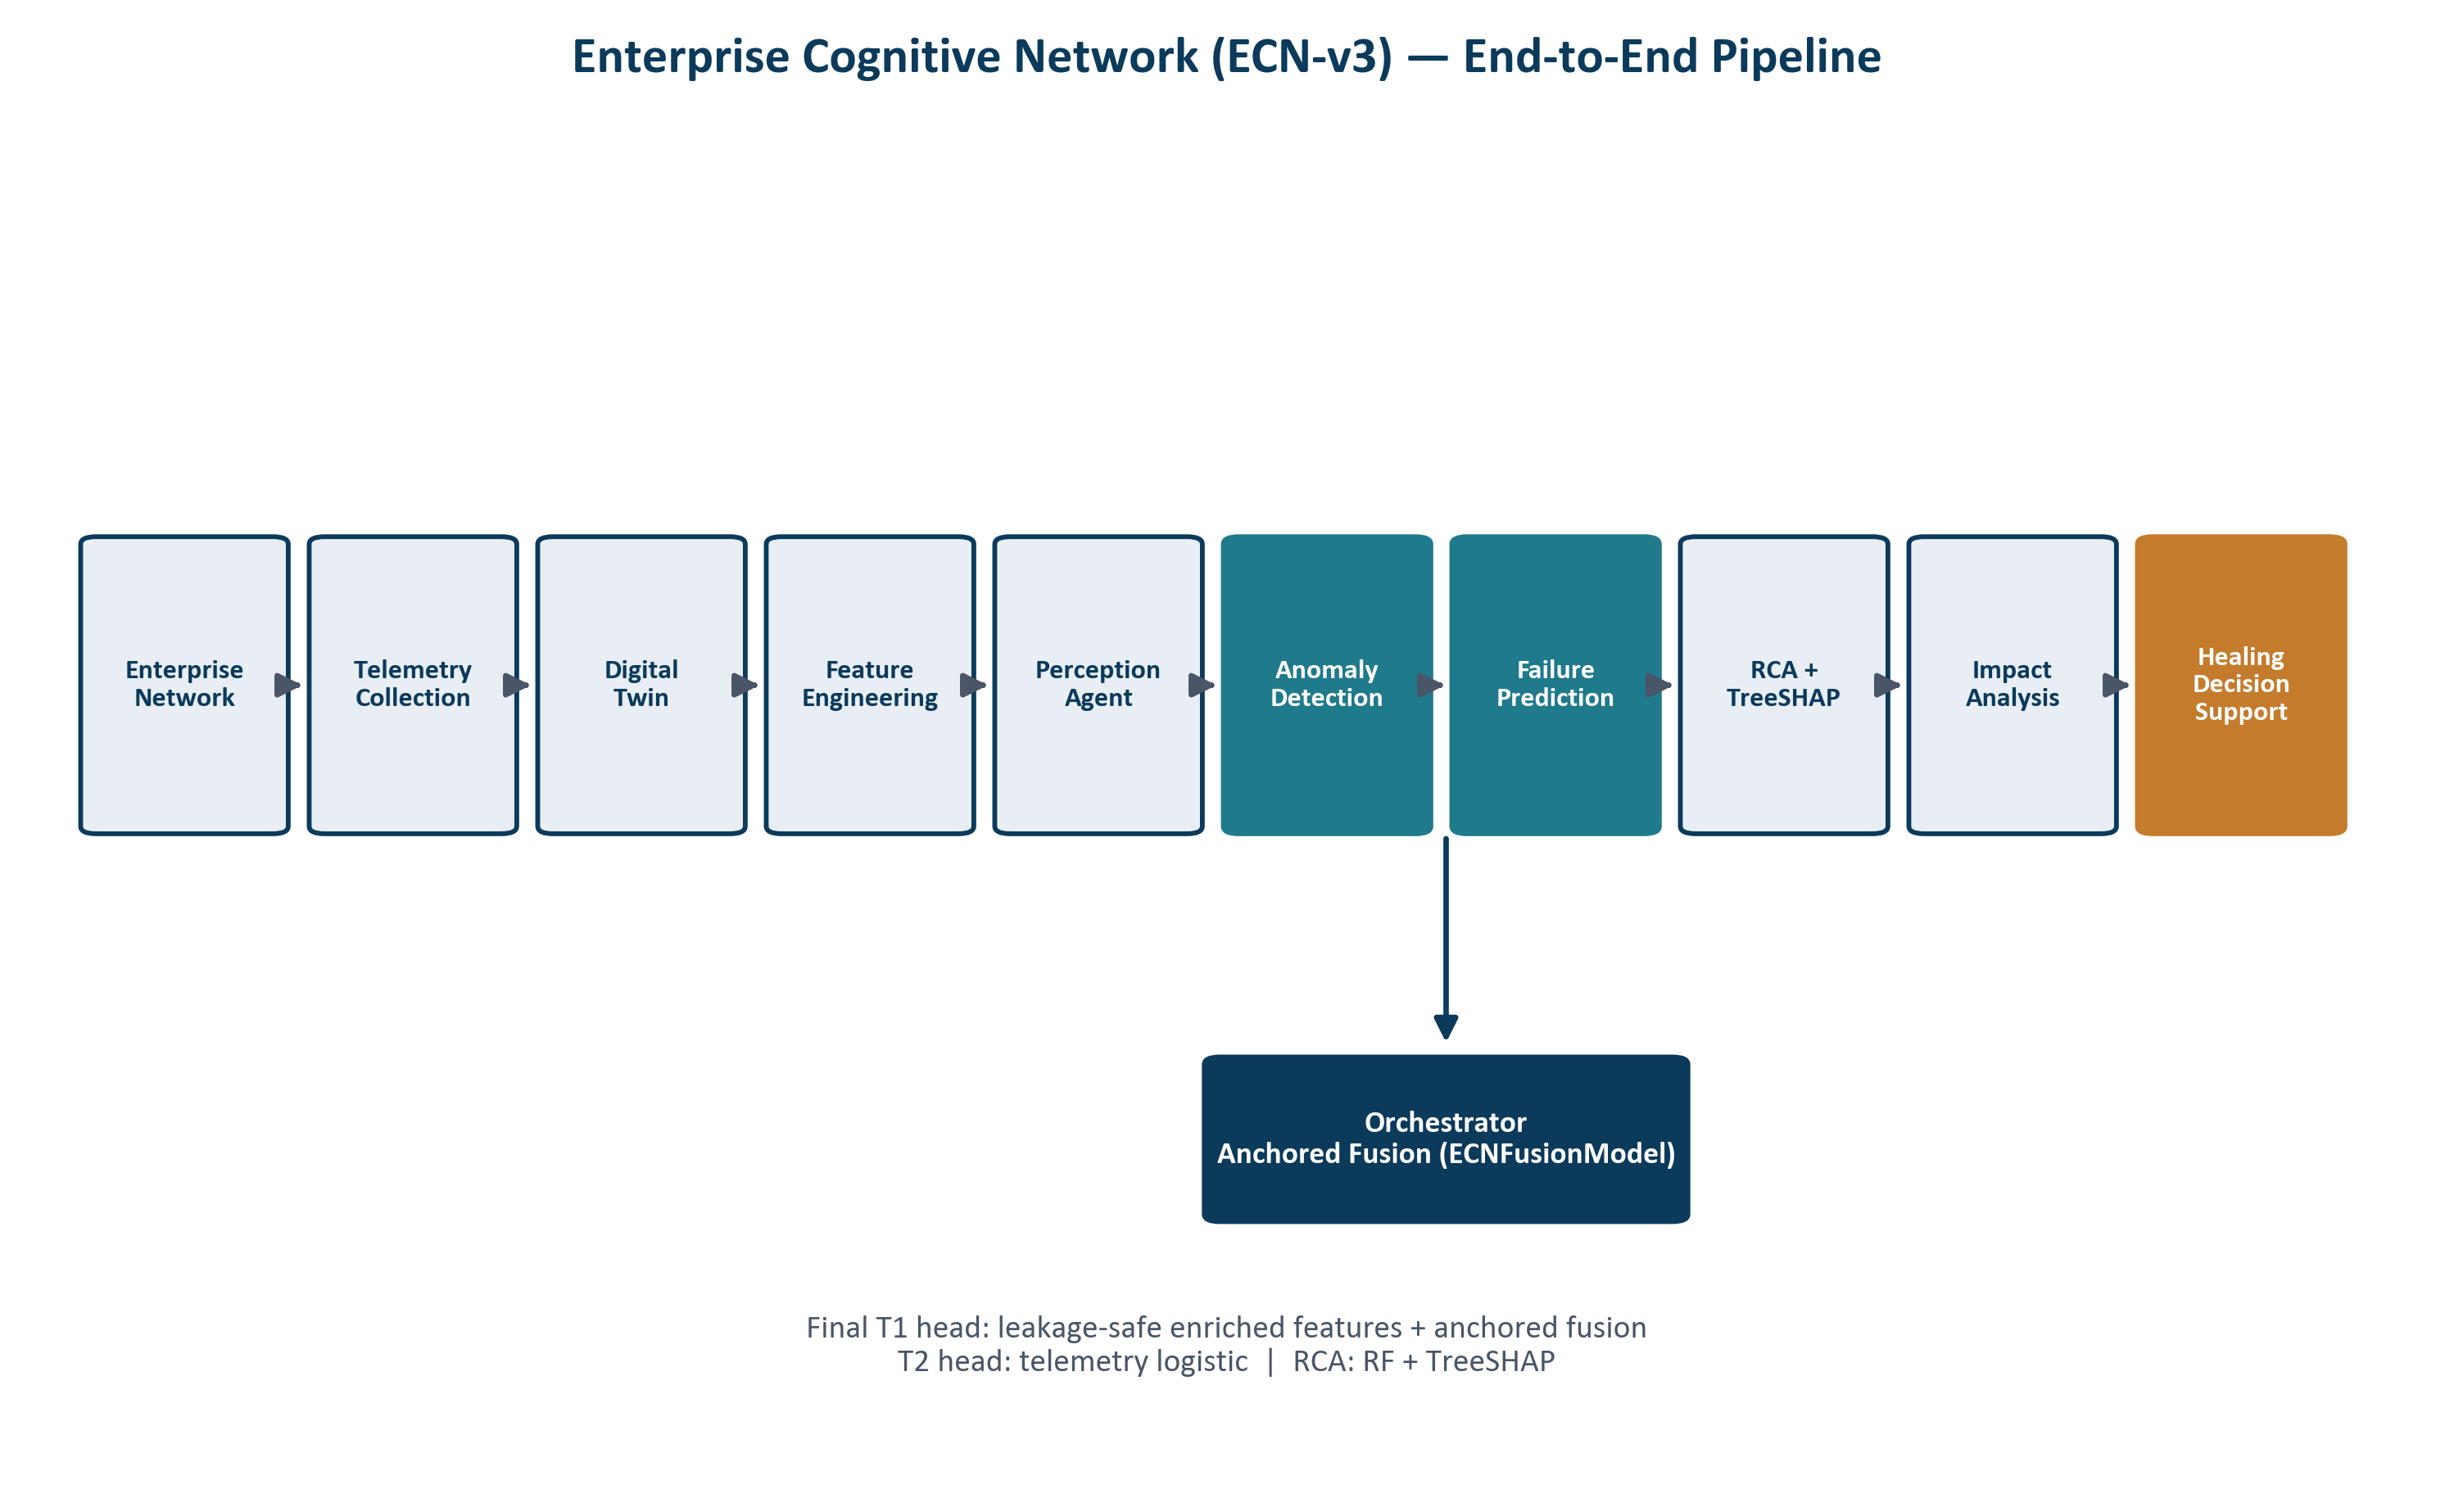 Enterprise Cognitive Network (ECN-v3) — End-to-End Pipeline
Enterprise
Network
Telemetry
Collection
Digital
Twin
Feature
Engineering
Perception
Agent
Anomaly
Detection
Failure
Prediction
RCA +
TreeSHAP
Impact
Analysis
Healing
Decision
Support
Orchestrator
Anchored Fusion (ECNFusionModel)
Final T1 head: leakage-safe enriched features + anchored fusion
T2 head: telemetry logistic | RCA: RF + TreeSHAP